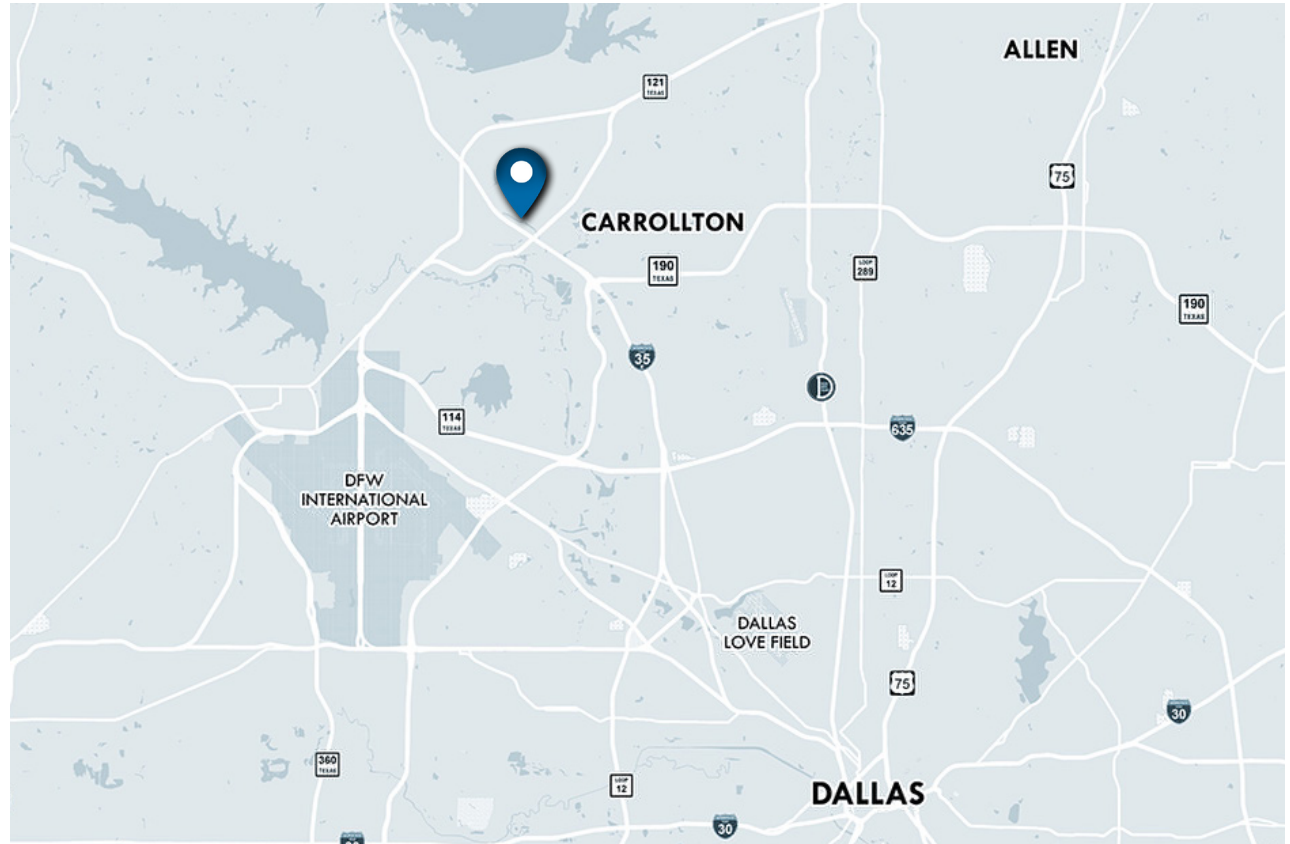 ALLEN
121
TEXAS
75
CARROLLTON
190
TEXAS
LOOP
289
190
TEXAS
35
D
114
TEXAS
635
DFW
INTERNATIONAL
AIRPORT
LOOP
12
DALLAS
LOVE FIELD
75
30
360
TEXAS
LOOP
12
DALLAS
30